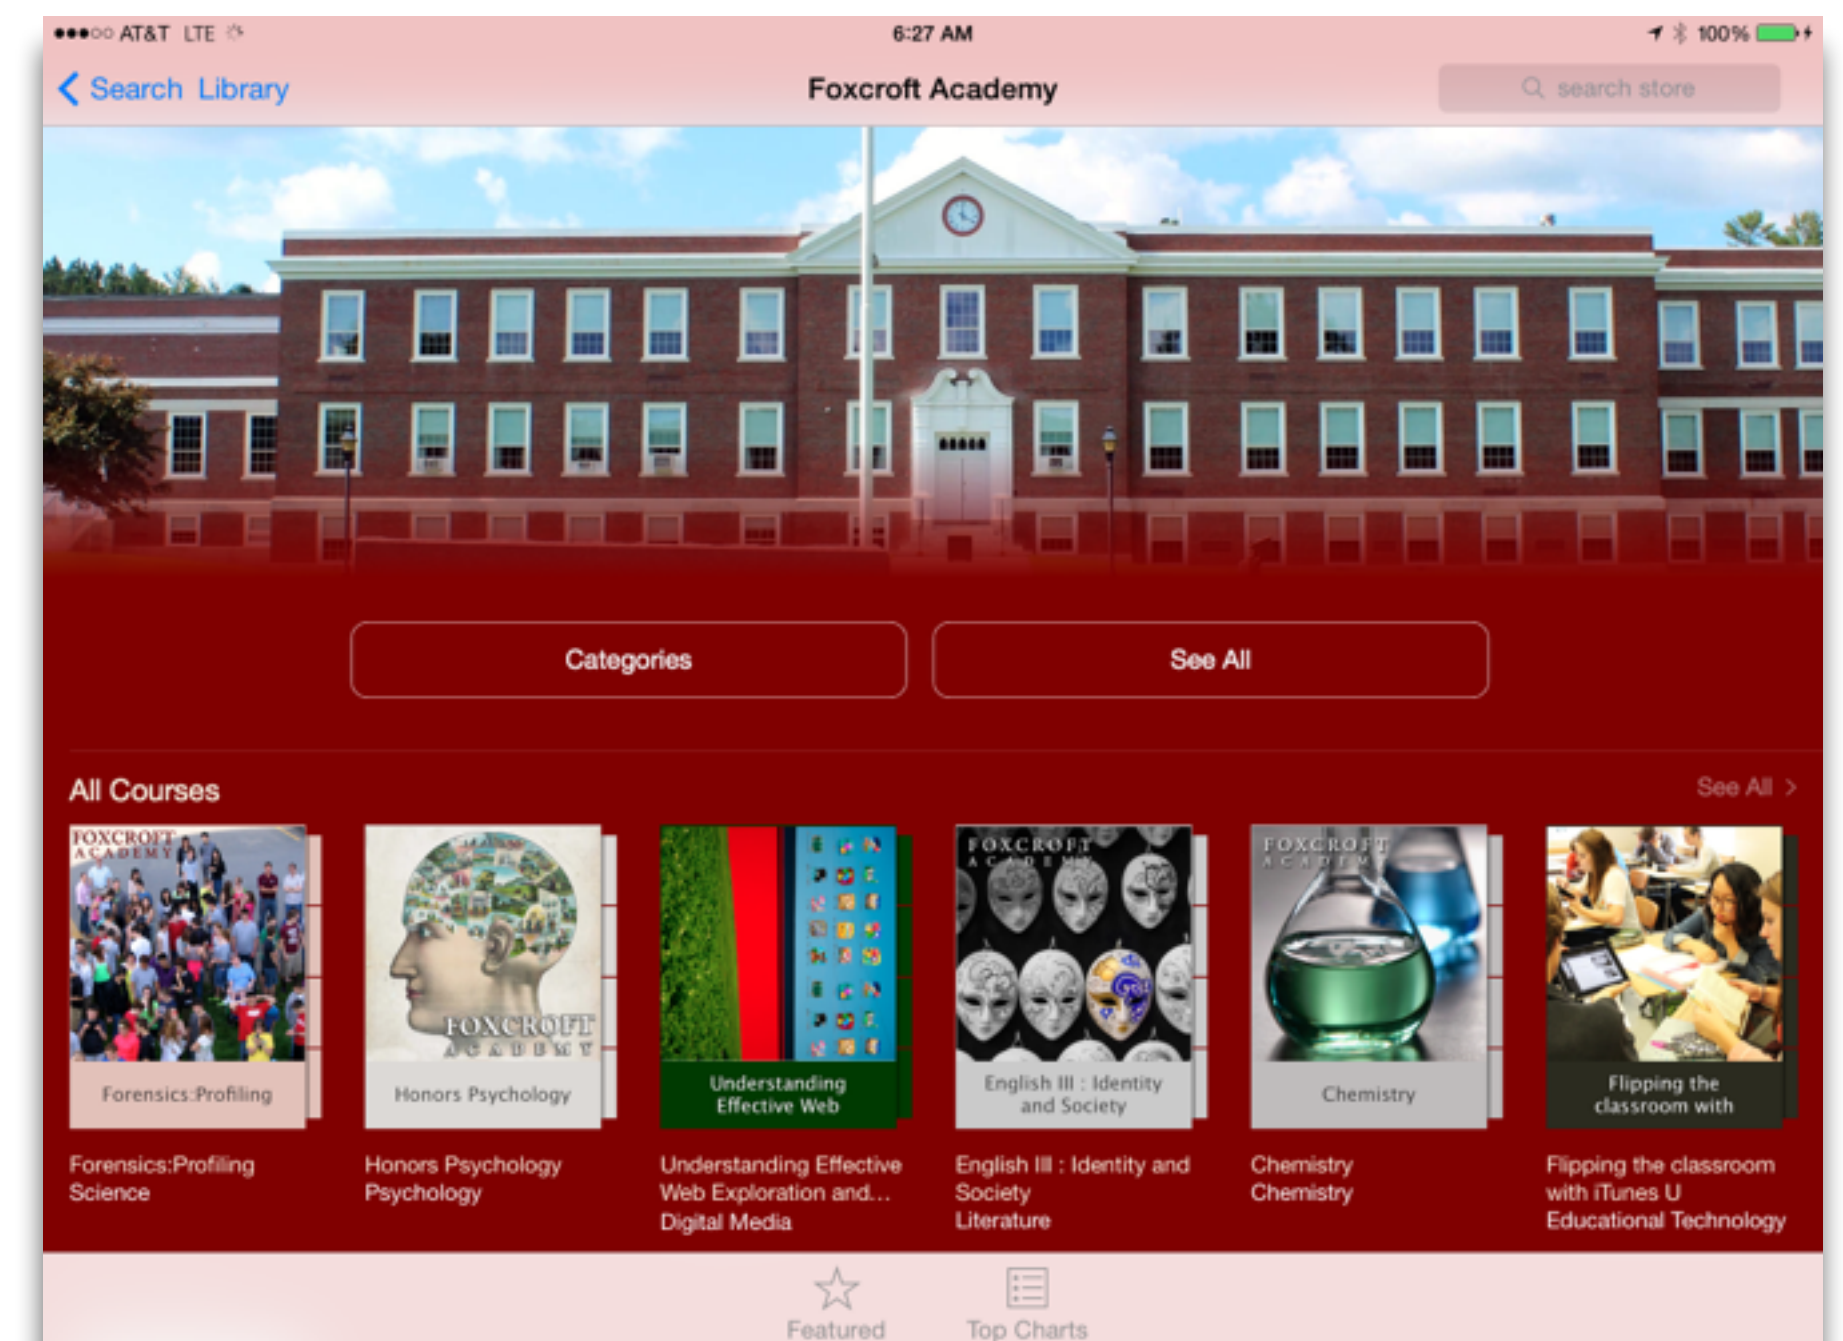 AT&T LTE 6:27 AM 100%
Search Library Foxcroft Academy search store
Categories See All
All Courses See All >
FOXCROFT
ACADEMY
Forensics:Profiling
FOXCROFT
ACADEMY
Honors Psychology
Understanding
Effective Web
FOXCROFT
ACADEMY
English III : Identity
and Society
FOXCROFT
ACADEMY
Chemistry
Flipping the
classroom with
Forensics:Profiling
Science
Honors Psychology
Psychology
Understanding Effective
Web Exploration and...
Digital Media
English III : Identity and
Society
Literature
Chemistry
Chemistry
Flipping the classroom
with iTunes U
Educational Technology
Featured Top Charts